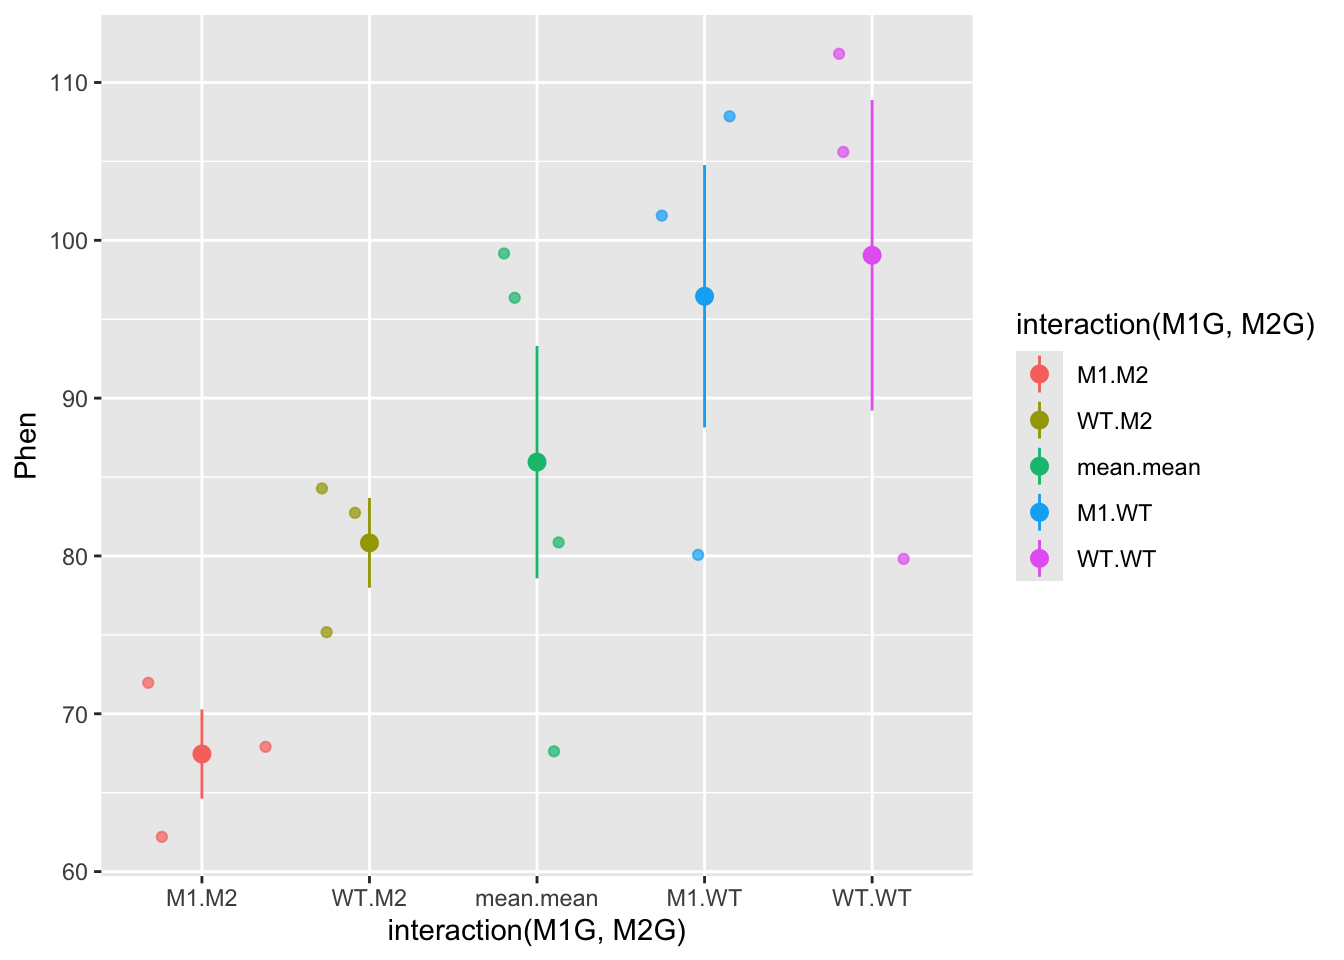 110
100
90
80
70
60
Phen
M1.M2 WT.M2 mean.mean M1.WT WT.WT
interaction(M1G, M2G)
interaction(M1G, M2G)
M1.M2
WT.M2
mean.mean
M1.WT
WT.WT